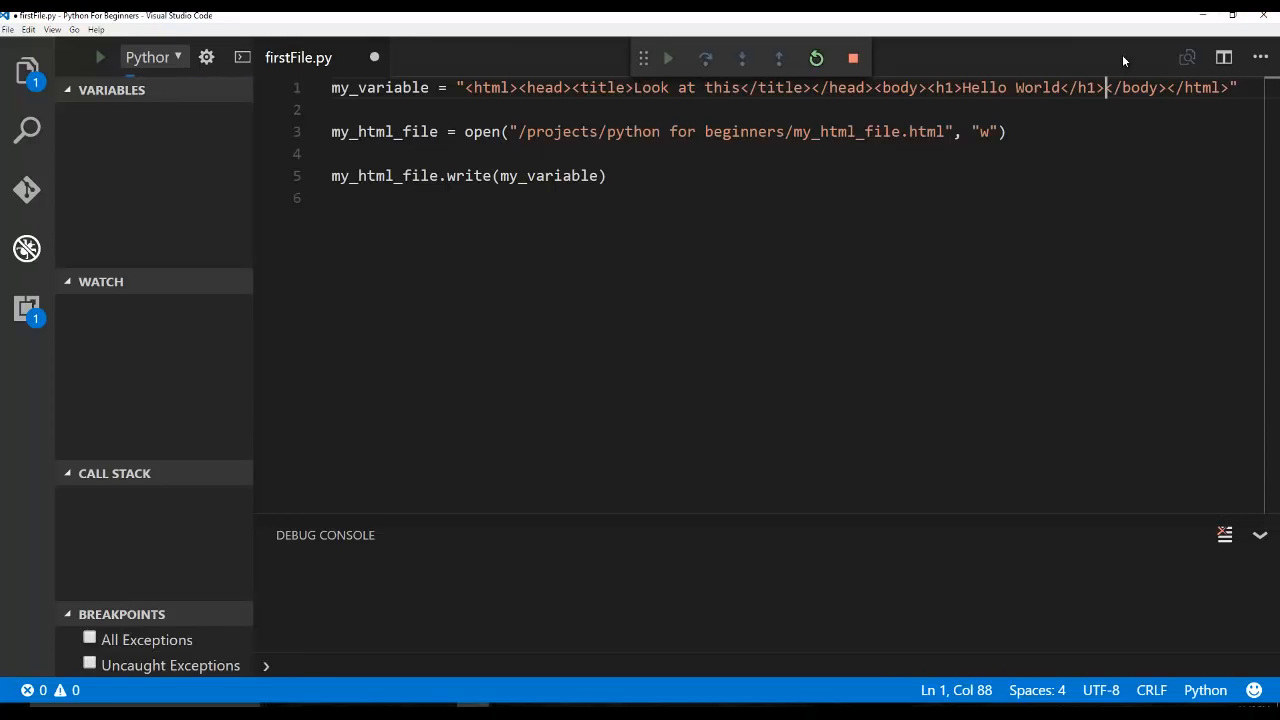 • firstFile.py - Python For Beginners - Visual Studio Code
File Edit View Go Help
Python
firstFile.py
1
VARIABLES
1 my_variable = "<html><head><title>Look at this</title></head><body><h1>Hello World</h1></body></html>"
2
3 my_html_file = open("/projects/python for beginners/my_html_file.html", "w")
4
5 my_html_file.write(my_variable)
6
WATCH
1
CALL STACK
DEBUG CONSOLE
BREAKPOINTS
All Exceptions
Uncaught Exceptions
0 0 Ln 1, Col 88 Spaces: 4 UTF-8 CRLF Python